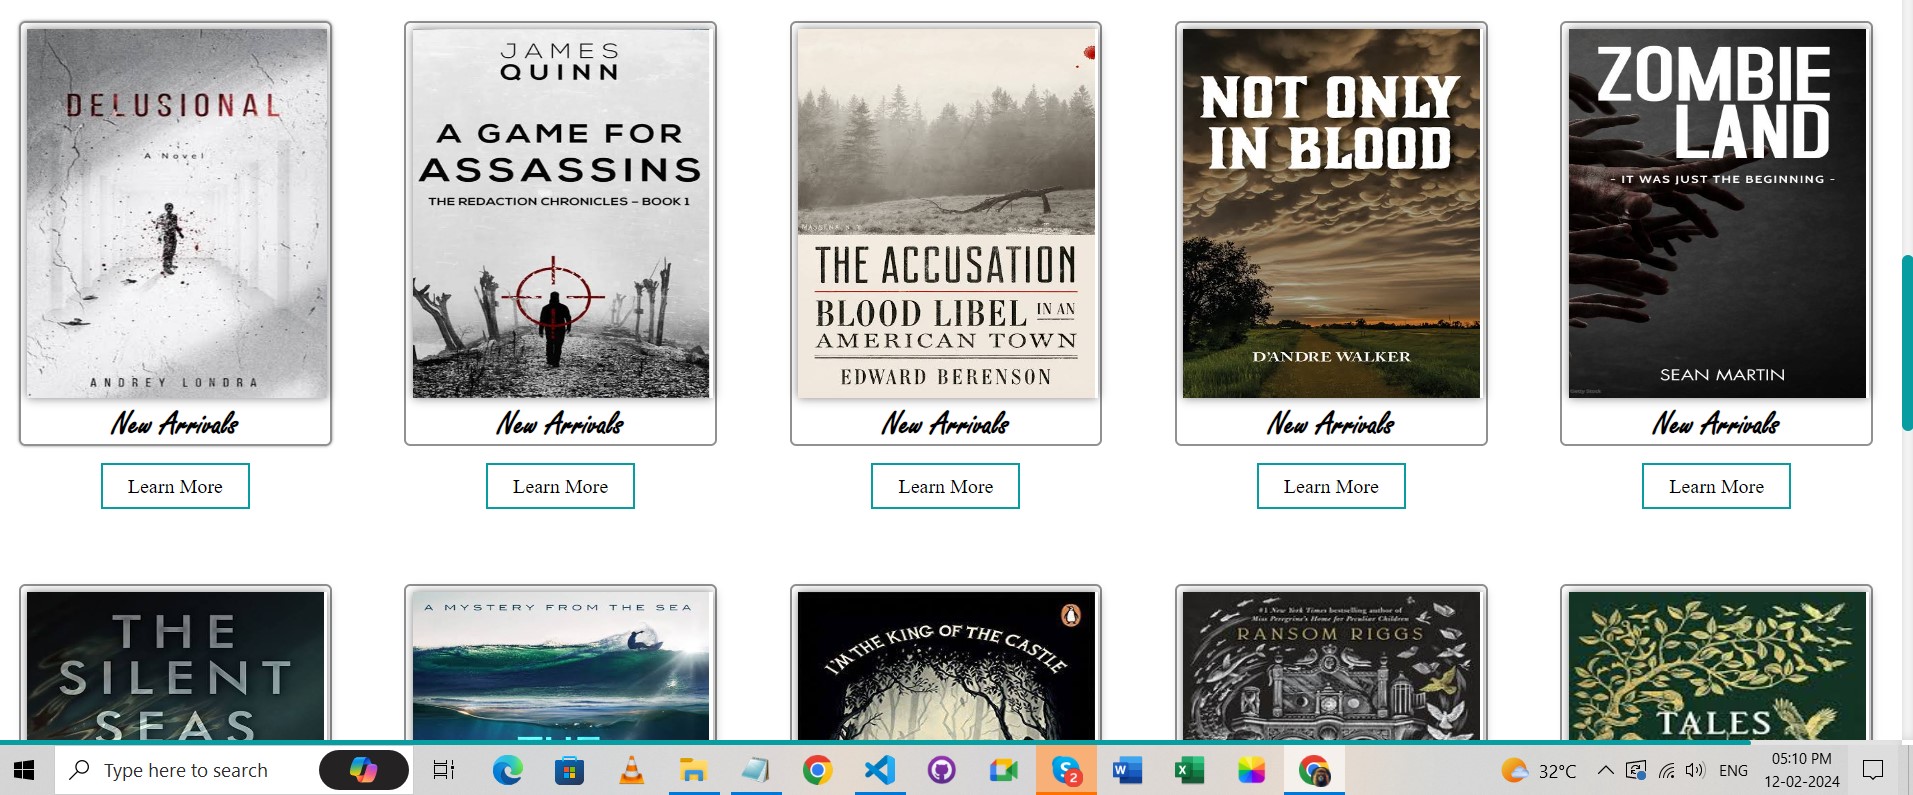 DELUSIONAL
A Novel
ANDREY LONDRA
New Arrivals
Learn More
JAMES
QUINN
A GAME FOR
ASSASSINS
THE REDACTION CHRONICLES – BOOK 1
New Arrivals
Learn More
MASSENA, N.Y.
THE ACCUSATION
BLOOD LIBEL IN AN
AMERICAN TOWN
EDWARD BERENSON
New Arrivals
Learn More
NOT ONLY
IN BLOOD
D'ANDRE WALKER
New Arrivals
Learn More
ZOMBIE
LAND
- IT WAS JUST THE BEGINNING -
SEAN MARTIN
New Arrivals
Learn More
THE
SILENT
SEAS
A MYSTERY FROM THE SEA
THE
I'M THE KING OF THE CASTLE
#1 New York Times bestselling author of
Miss Peregrine's Home for Peculiar Children
RANSOM RIGGS
TALES
Type here to search
2
32°C
ENG
05:10 PM
12-02-2024